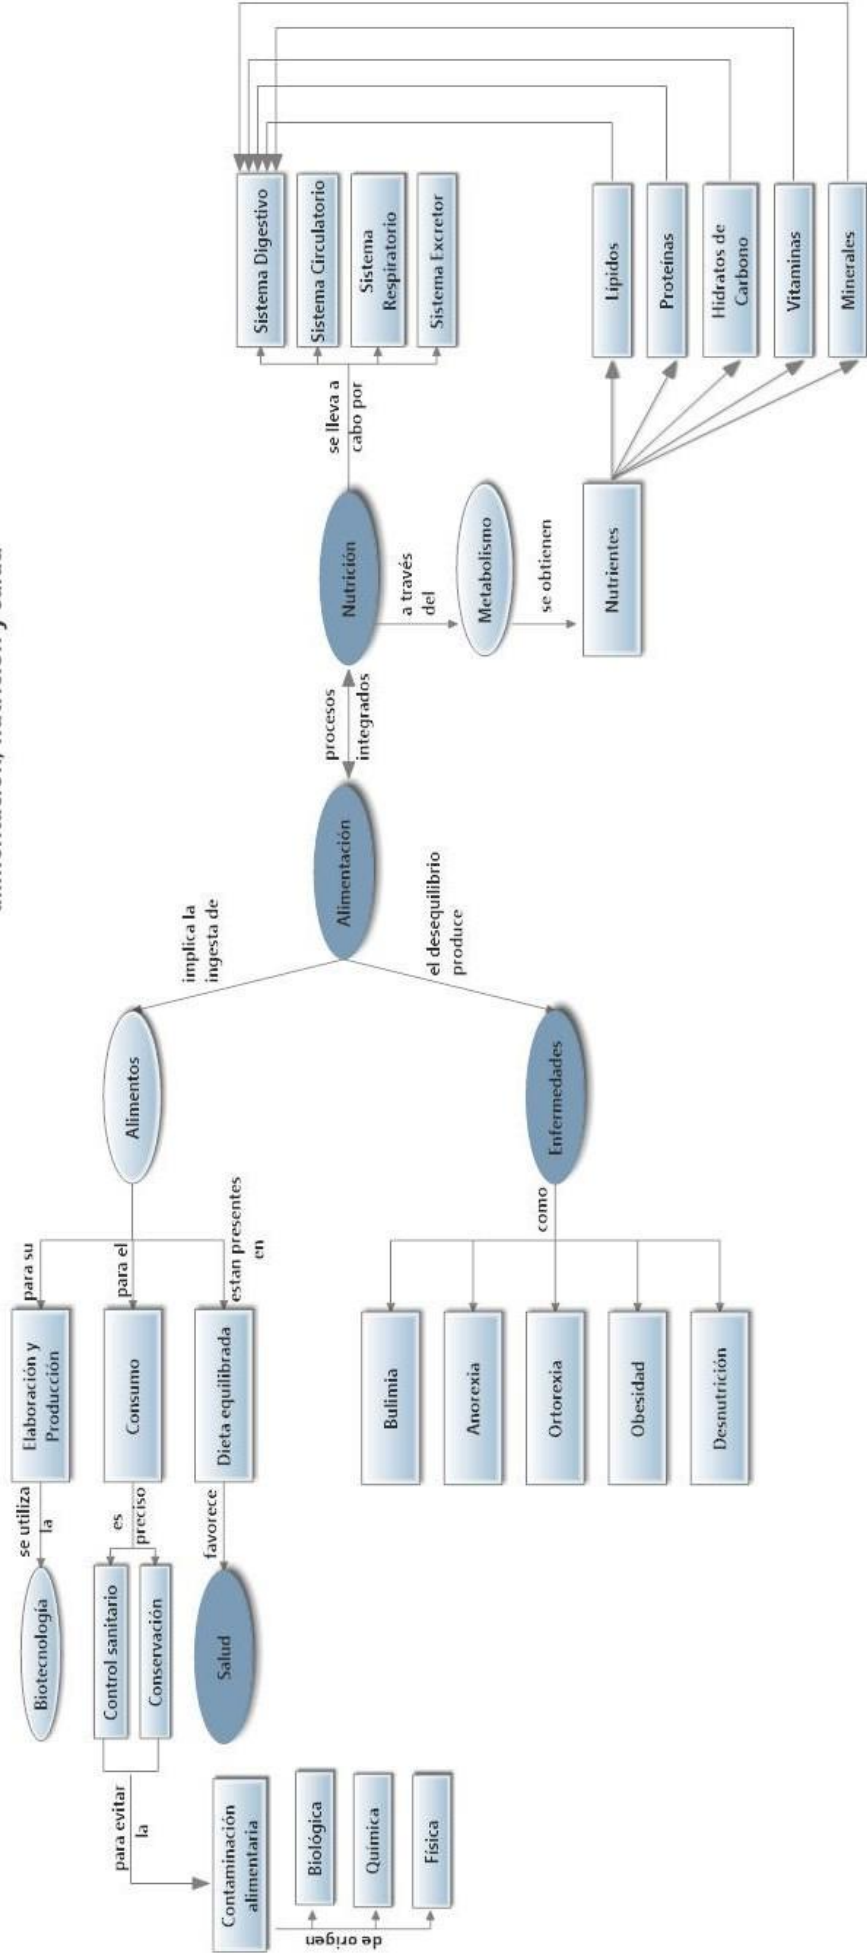 alimentación, nutrición y salud
Biotecnología
se utiliza
la
Elaboración y
Producción
para su
Control sanitario
Conservación
es
preciso
Consumo
para el
Alimentos
Salud
favorece
Dieta equilibrada
estan presentes
en
para evitar
la
Contaminación
alimentaria
de origen
Biológica
Química
Física
implica la
ingesta de
Alimentación
el desequilibrio
produce
Enfermedades
como
Bulimia
Anorexia
Ortorexia
Obesidad
Desnutrición
procesos
integrados
Nutrición
se lleva a
cabo por
Sistema Digestivo
Sistema Circulatorio
Sistema
Respiratorio
Sistema Excretor
a través
del
Metabolismo
se obtienen
Nutrientes
Lípidos
Proteínas
Hidratos de
Carbono
Vitaminas
Minerales